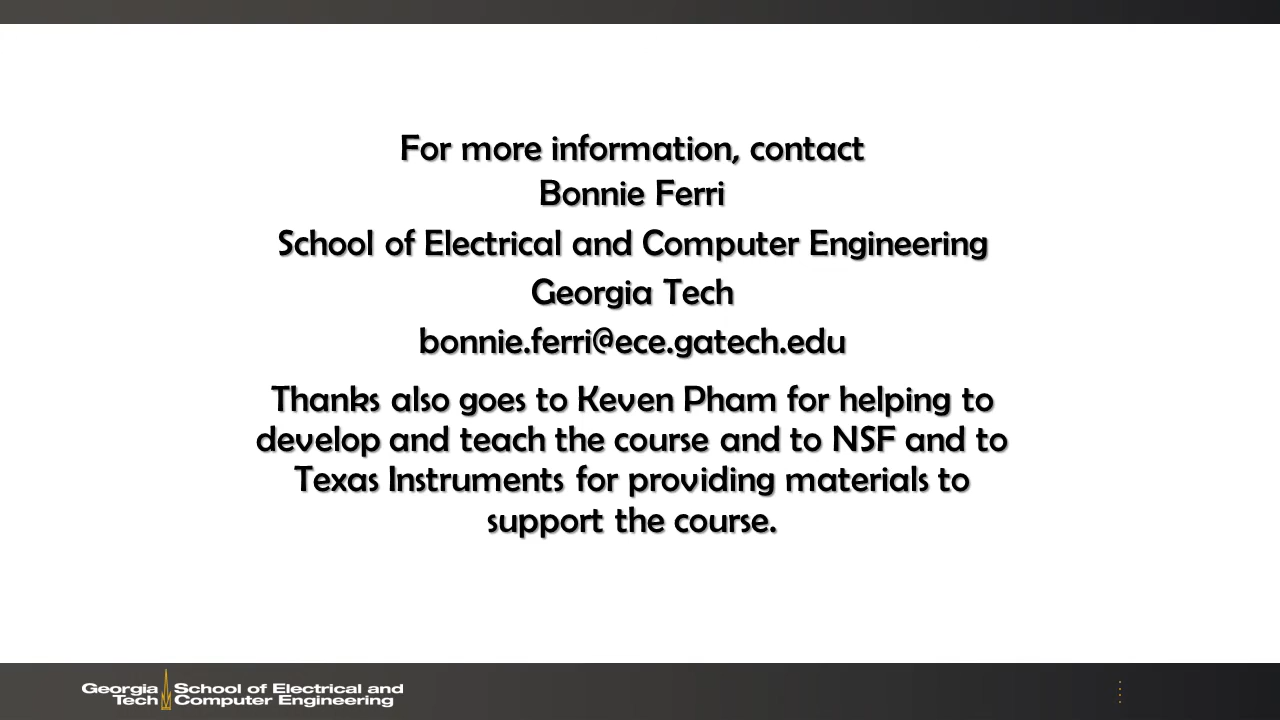 For more information, contact
Bonnie Ferri
School of Electrical and Computer Engineering
Georgia Tech
bonnie.ferri@ece.gatech.edu
Thanks also goes to Keven Pham for helping to
develop and teach the course and to NSF and to
Texas Instruments for providing materials to
support the course.
Georgia Tech School of Electrical and
Computer Engineering